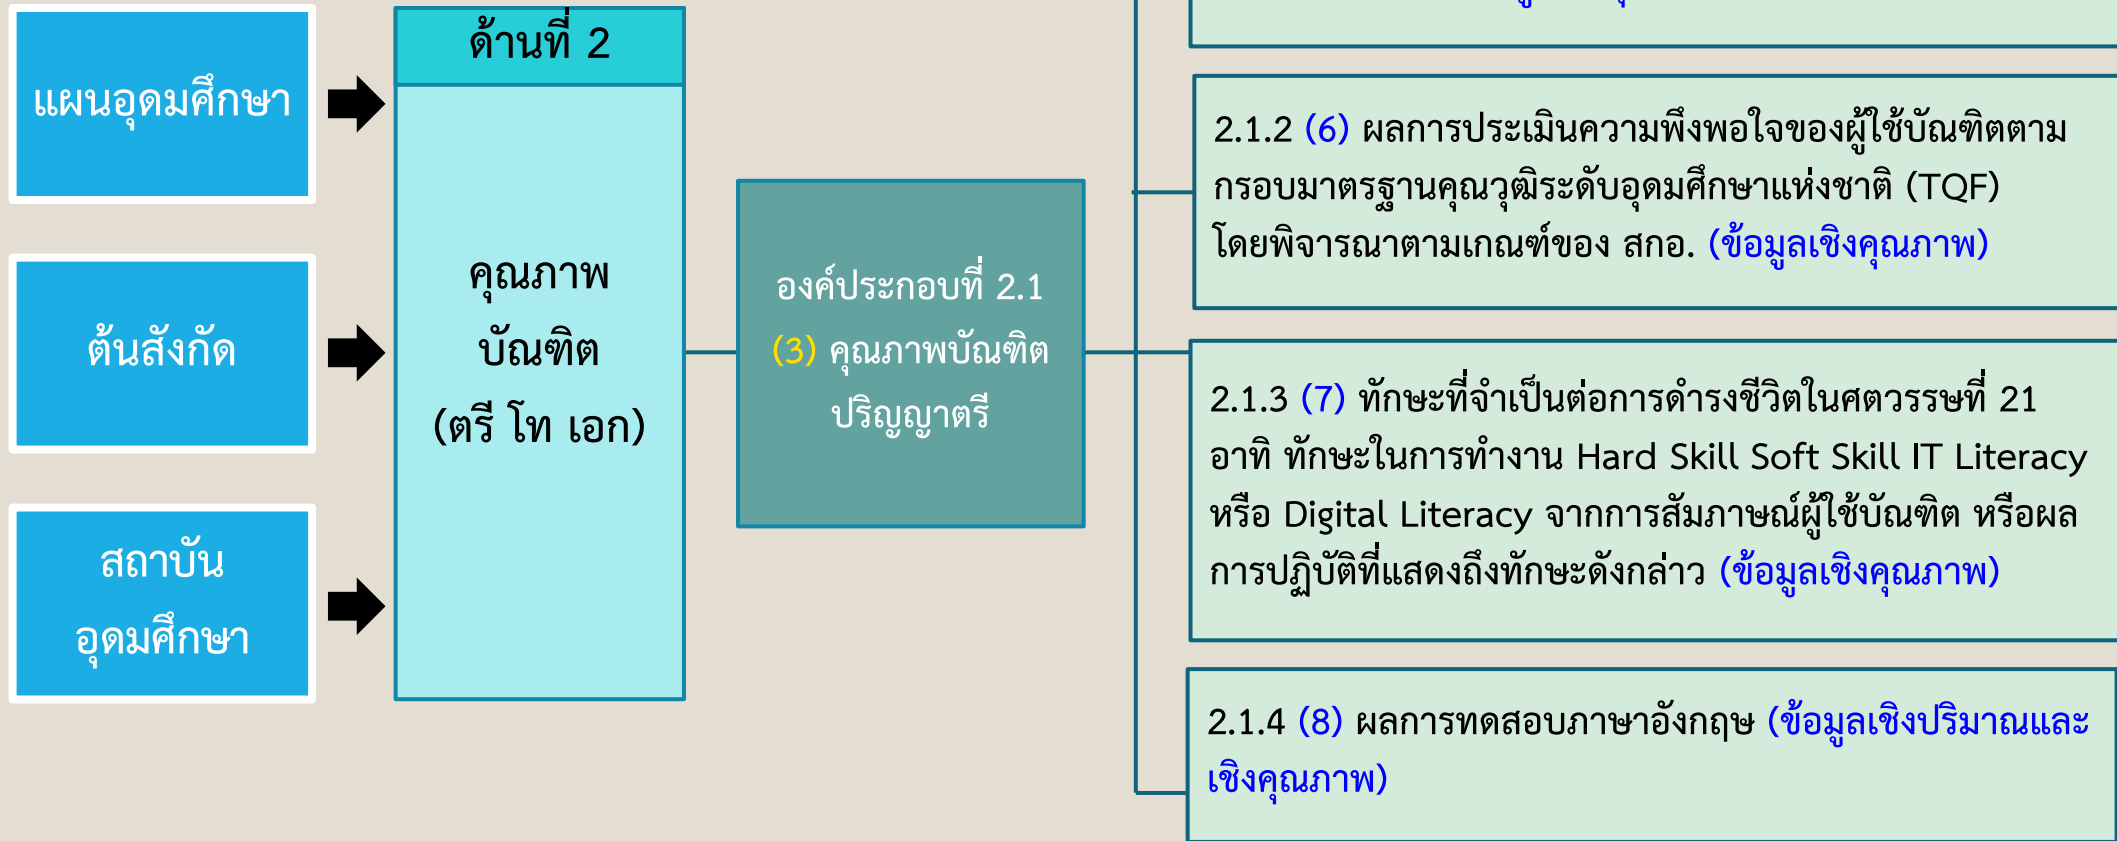 แผนอุดมศึกษา
ต้นสังกัด
สถาบัน
อุดมศึกษา
ด้านที่ 2
คุณภาพ
บัณฑิต
(ตรี โท เอก)
องค์ประกอบที่ 2.1
(3) คุณภาพบัณฑิต
ปริญญาตรี
2.1.2 (6) ผลการประเมินความพึงพอใจของผู้ใช้บัณฑิตตาม
กรอบมาตรฐานคุณวุฒิระดับอุดมศึกษาแห่งชาติ (TQF)
โดยพิจารณาตามเกณฑ์ของ สกอ. (ข้อมูลเชิงคุณภาพ)
2.1.3 (7) ทักษะที่จำเป็นต่อการดำรงชีวิตในศตวรรษที่ 21
อาทิ ทักษะในการทำงาน Hard Skill Soft Skill IT Literacy
หรือ Digital Literacy จากการสัมภาษณ์ผู้ใช้บัณฑิต หรือผล
การปฏิบัติที่แสดงถึงทักษะดังกล่าว (ข้อมูลเชิงคุณภาพ)
2.1.4 (8) ผลการทดสอบภาษาอังกฤษ (ข้อมูลเชิงปริมาณและ
เชิงคุณภาพ)